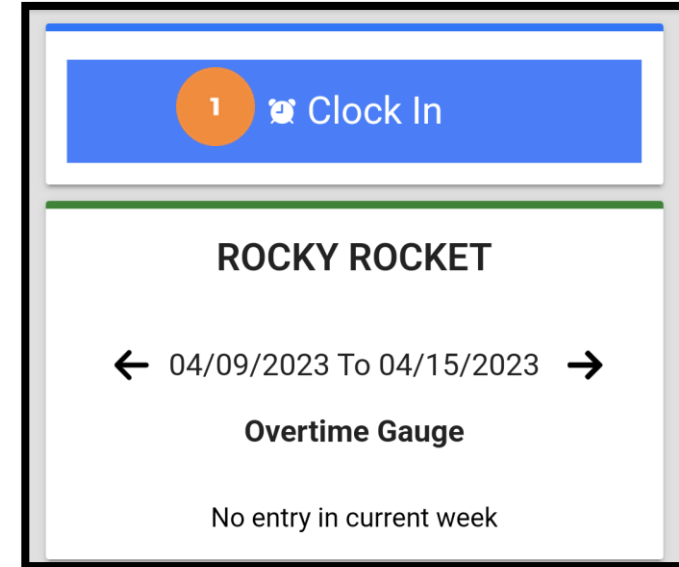 1 Clock In
ROCKY ROCKET
04/09/2023 To 04/15/2023
Overtime Gauge
No entry in current week